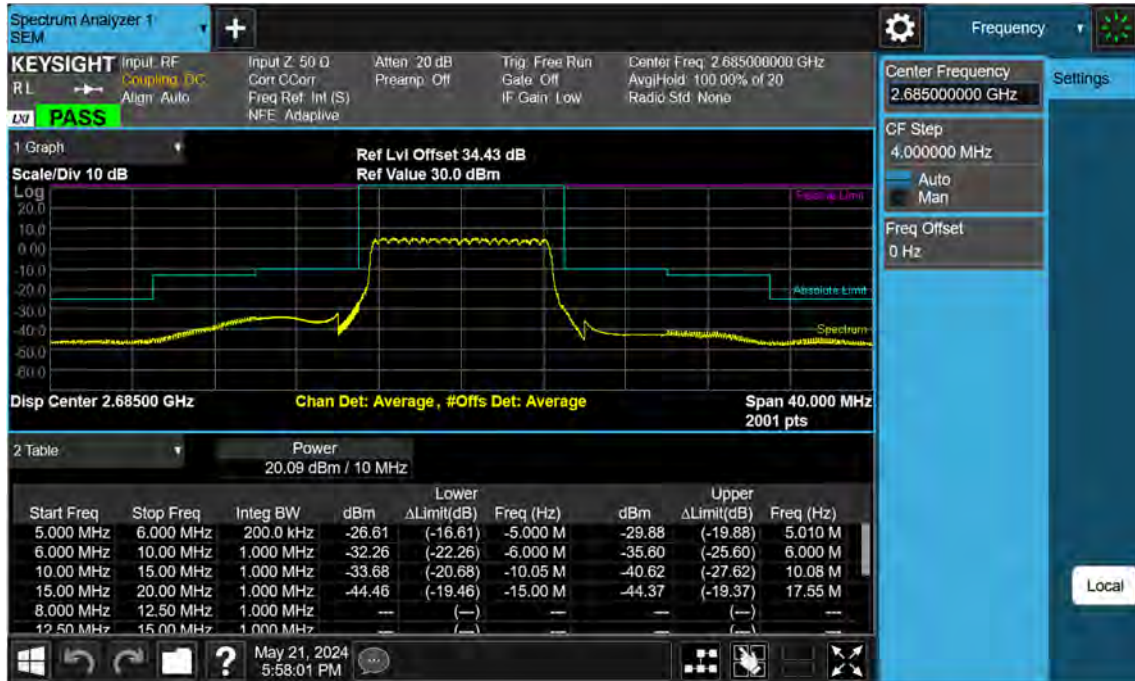 Spectrum Analyzer 1
SEM
Frequency
KEYSIGHT
RL
LXI
PASS
Input: RF
Coupling: DC
Align: Auto
Input Z: 50 Ω
Corr CCorr
Freq Ref: Int (S)
NFE: Adaptive
Atten: 20 dB
Preamp: Off
Trig: Free Run
Gate: Off
IF Gain: Low
Center Freq: 2.685000000 GHz
Avg|Hold: 100.00% of 20
Radio Std: None
Center Frequency
2.685000000 GHz
Settings
CF Step
4.000000 MHz
Auto
Man
Freq Offset
0 Hz
1 Graph
Scale/Div 10 dB
Ref Lvl Offset 34.43 dB
Ref Value 30.0 dBm
Log
20.0
10.0
0.00
-10.0
-20.0
-30.0
-40.0
-50.0
-60.0
Absolute Limit
Spectrum
Disp Center 2.68500 GHz
Chan Det: Average, #Offs Det: Average
Span 40.000 MHz
2001 pts
2 Table
Power
20.09 dBm / 10 MHz
Lower Upper
Start Freq Stop Freq Integ BW dBm ΔLimit(dB) Freq (Hz) dBm ΔLimit(dB) Freq (Hz)
5.000 MHz 6.000 MHz 200.0 kHz -26.61 (-16.61) -5.000 M -29.88 (-19.88) 5.010 M
6.000 MHz 10.00 MHz 1.000 MHz -32.26 (-22.26) -6.000 M -35.60 (-25.60) 6.000 M
10.00 MHz 15.00 MHz 1.000 MHz -33.68 (-20.68) -10.05 M -40.62 (-27.62) 10.08 M
15.00 MHz 20.00 MHz 1.000 MHz -44.46 (-19.46) -15.00 M -44.37 (-19.37) 17.55 M
8.000 MHz 12.50 MHz 1.000 MHz --- (---) --- --- (---) ---
12.50 MHz 15.00 MHz 1.000 MHz --- (---) --- --- (---) ---
Local
?
May 21, 2024
5:58:01 PM